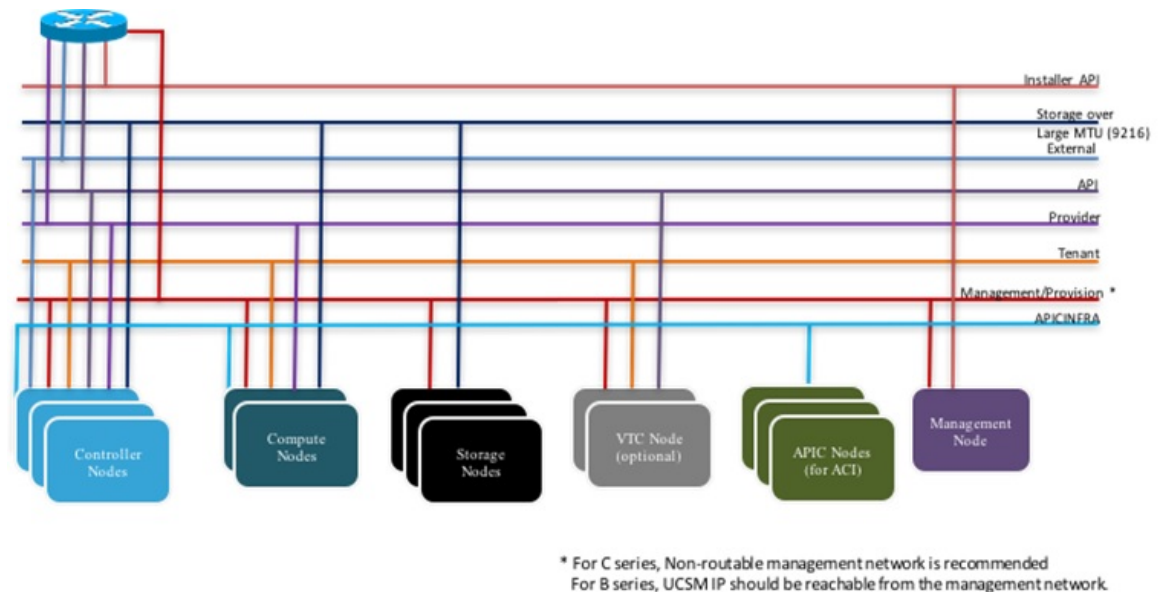 Installer API
Storage over
Large MTU (9216)
External
API
Provider
Tenant
Management/Provision *
APICINFRA
Controller
Nodes
Compute
Nodes
Storage
Nodes
VTC Node
(optional)
APIC Nodes
(for ACI)
Management
Node
* For C series, Non-routable management network is recommended
For B series, UCSM IP should be reachable from the management network.